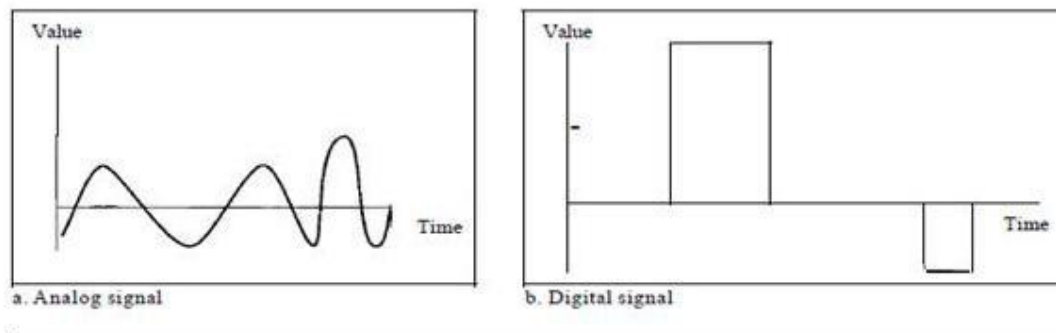 Value
Time
a. Analog signal
Value
Time
b. Digital signal